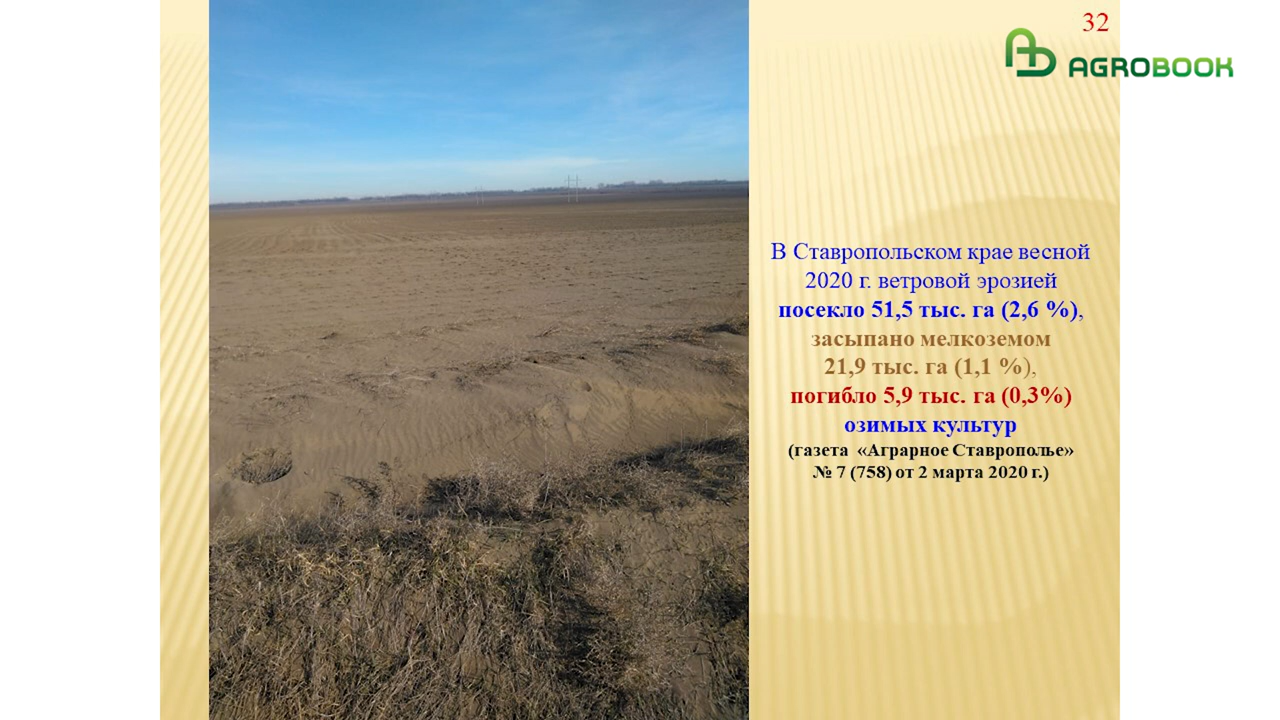 32
AGROBOOK
В Ставропольском крае весной
2020 г. ветровой эрозией
посекло 51,5 тыс. га (2,6 %),
засыпано мелкоземом
21,9 тыс. га (1,1 %),
погибло 5,9 тыс. га (0,3%)
озимых культур
(газета «Аграрное Ставрополье»
№ 7 (758) от 2 марта 2020 г.)